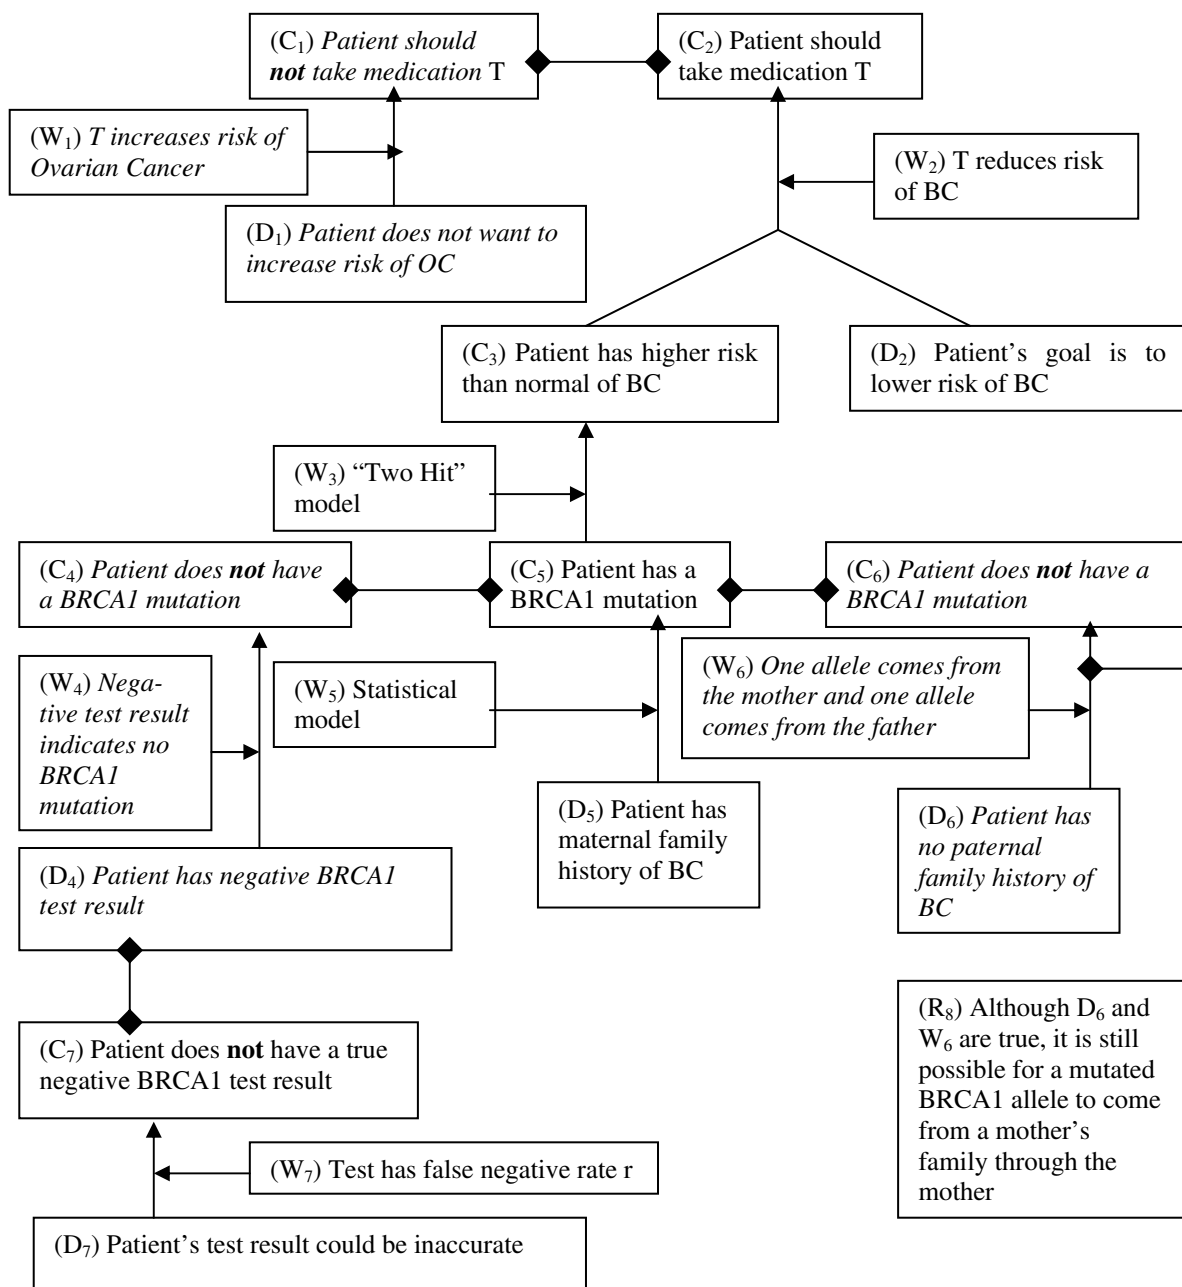 (C₁) Patient should
not take medication T
(C₂) Patient should
take medication T
(W₁) T increases risk of
Ovarian Cancer
(W₂) T reduces risk
of BC
(D₁) Patient does not want to
increase risk of OC
(C₃) Patient has higher risk
than normal of BC
(D₂) Patient's goal is to
lower risk of BC
(W₃) “Two Hit”
model
(C₄) Patient does not have
a BRCA1 mutation
(C₅) Patient has a
BRCA1 mutation
(C₆) Patient does not have a
BRCA1 mutation
(W₄) Nega-
tive test result
indicates no
BRCA1
mutation
(W₅) Statistical
model
(W₆) One allele comes from
the mother and one allele
comes from the father
(D₅) Patient has
maternal family
history of BC
(D₆) Patient has
no paternal
family history of
BC
(D₄) Patient has negative BRCA1
test result
(C₇) Patient does not have a true
negative BRCA1 test result
(R₈) Although D₆ and
W₆ are true, it is still
possible for a mutated
BRCA1 allele to come
from a mother's
family through the
mother
(W₇) Test has false negative rate r
(D₇) Patient's test result could be inaccurate